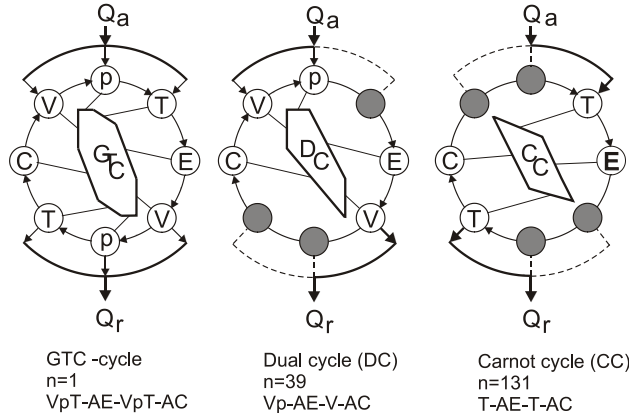 Qa Qa Qa
p p
V T V T
GTC DC CC
C E C E C E
T V V T
p
Qr Qr Qr
GTC -cycle Dual cycle (DC) Carnot cycle (CC)
n=1 n=39 n=131
VpT-AE-VpT-AC Vp-AE-V-AC T-AE-T-AC